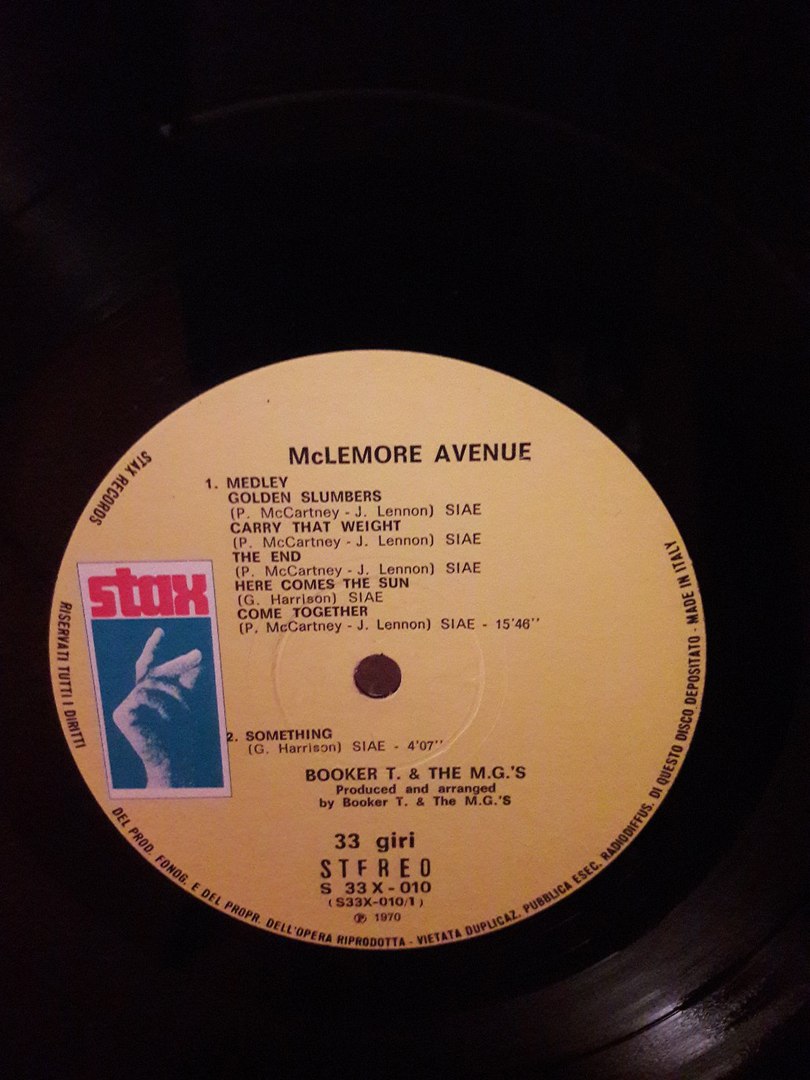 McLEMORE AVENUE
1. MEDLEY
GOLDEN SLUMBERS
(P. McCartney - J. Lennon) SIAE
CARRY THAT WEIGHT
(P. McCartney - J. Lennon) SIAE
THE END
(P. McCartney - J. Lennon) SIAE
HERE COMES THE SUN
(G. Harrison) SIAE
COME TOGETHER
(P. McCartney - J. Lennon) SIAE - 15'46''
stax
2. SOMETHING
(G. Harrison) SIAE - 4'07''
BOOKER T. & THE M.G.'S
Produced and arranged
by Booker T. & The M.G.'S
33 giri
STEREO
S 33 X - 010
(S33X-010/1)
℗ 1970
STAX RECORDS
RISERVATI TUTTI I DIRITTI
DEL PROD. FONOG. E DEL PROPR. DELL'OPERA RIPRODOTTA - VIETATA DUPLICAZ. PUBBLICA ESEC. RADIODIFFUS. DI QUESTO DISCO DEPOSITATO - MADE IN ITALY